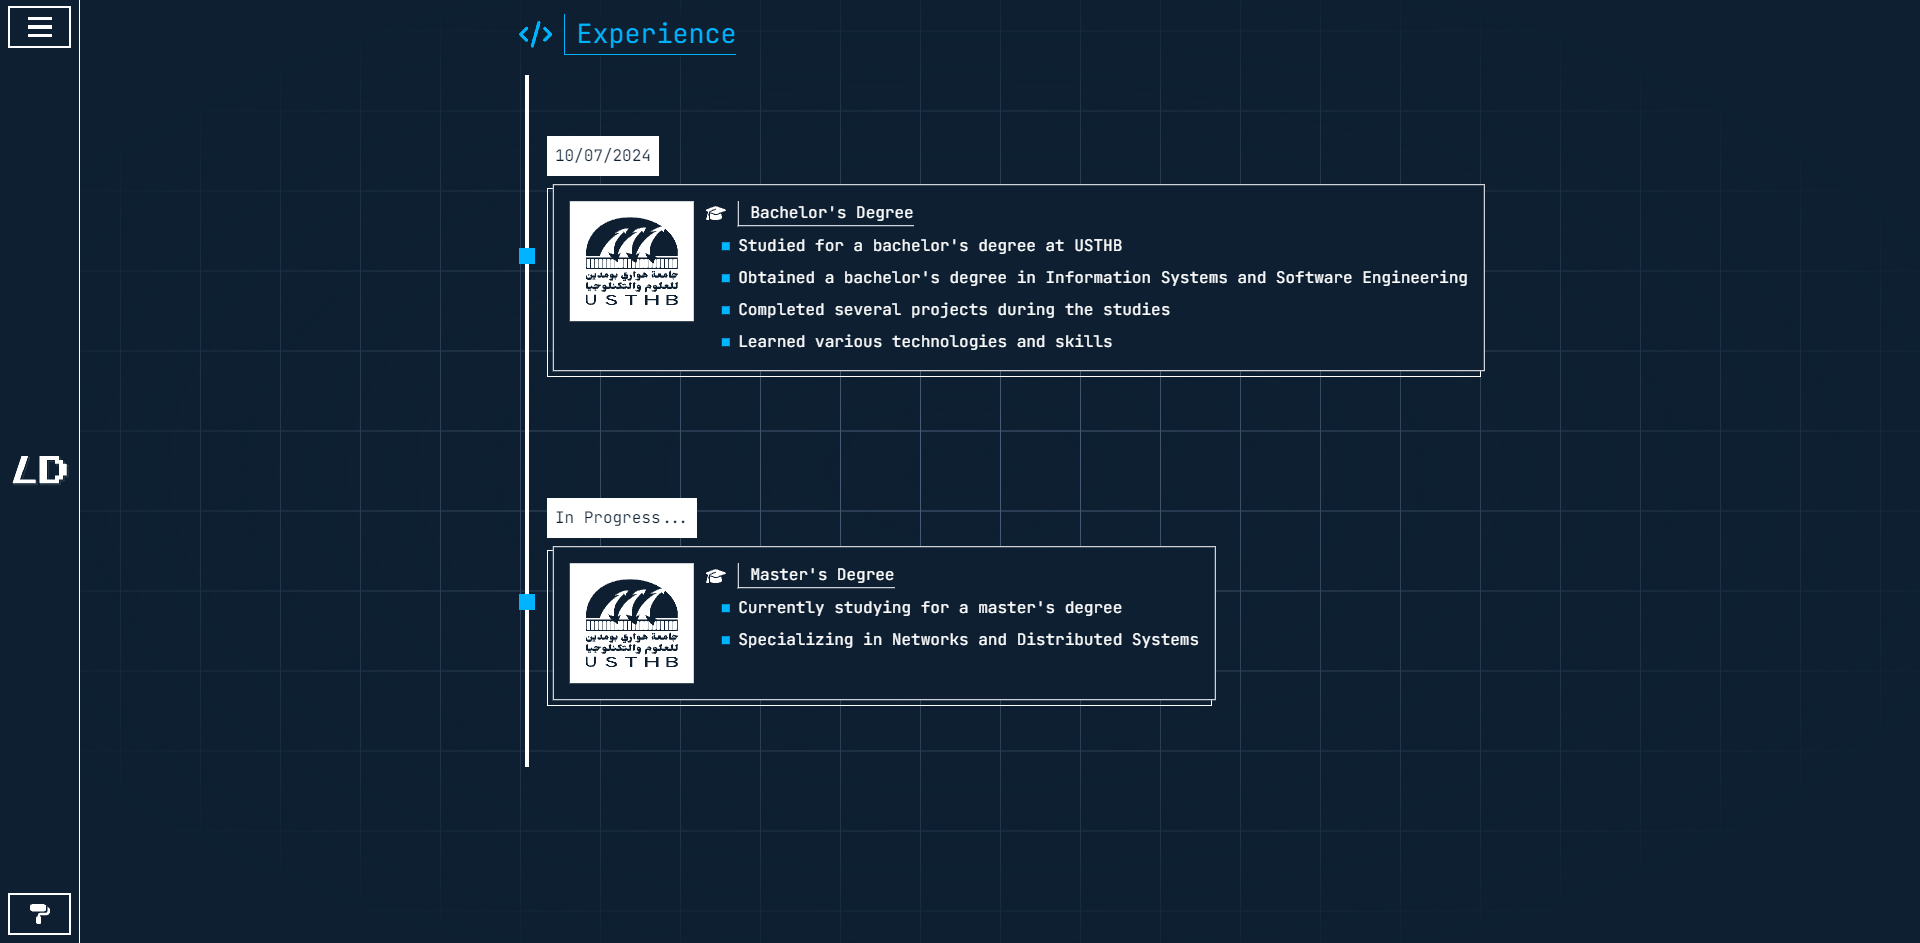 </> Experience
10/07/2024
Bachelor's Degree
Studied for a bachelor's degree at USTHB
Obtained a bachelor's degree in Information Systems and Software Engineering
Completed several projects during the studies
Learned various technologies and skills
جامعة هواري بومدين
للعلوم والتكنلوجيا
USTHB
LD
In Progress...
Master's Degree
Currently studying for a master's degree
Specializing in Networks and Distributed Systems
جامعة هواري بومدين
للعلوم والتكنلوجيا
USTHB